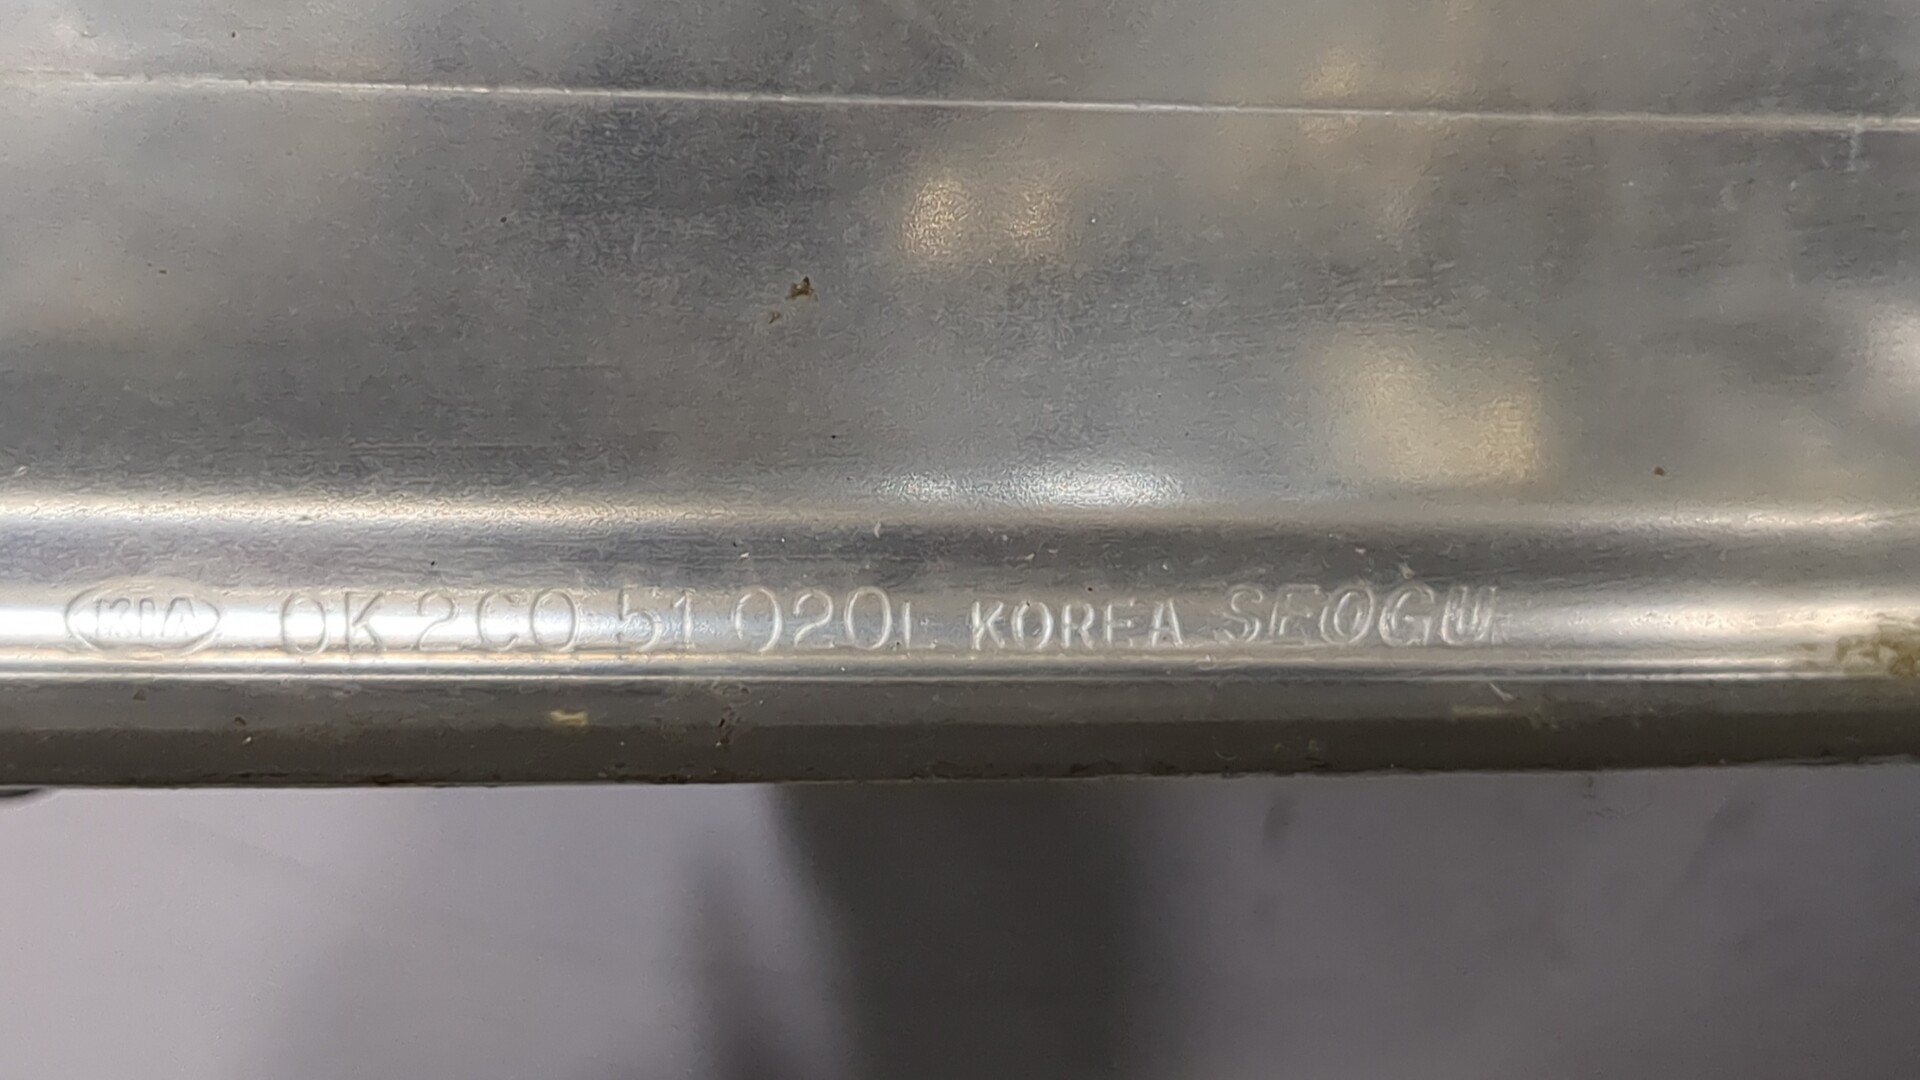 KIA 0K2C0 51 020L KOREA SEOGU